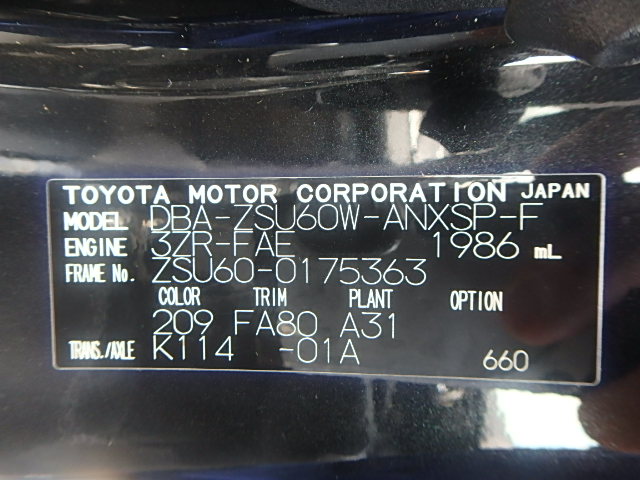 TOYOTA MOTOR CORPORATION JAPAN
MODEL DBA-ZSU60W-ANXSP-F
ENGINE 3ZR-FAE 1986 mL
FRAME No. ZSU60-0175363
COLOR TRIM PLANT OPTION
209 FA80 A31
TRANS./AXLE K114 -01A 660